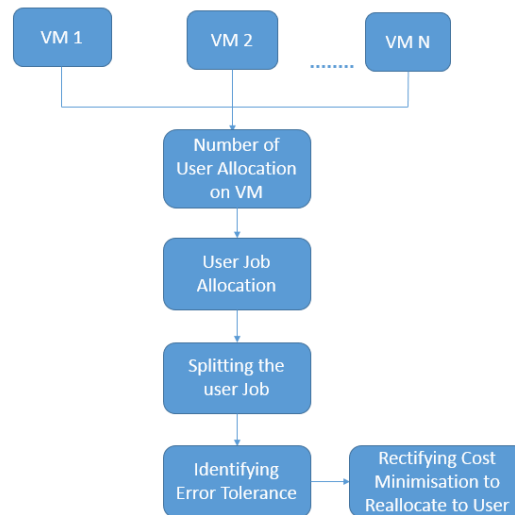 VM 1
VM 2
........
VM N
Number of
User Allocation
on VM
User Job
Allocation
Splitting the
user Job
Identifying
Error Tolerance
Rectifying Cost
Minimisation to
Reallocate to User